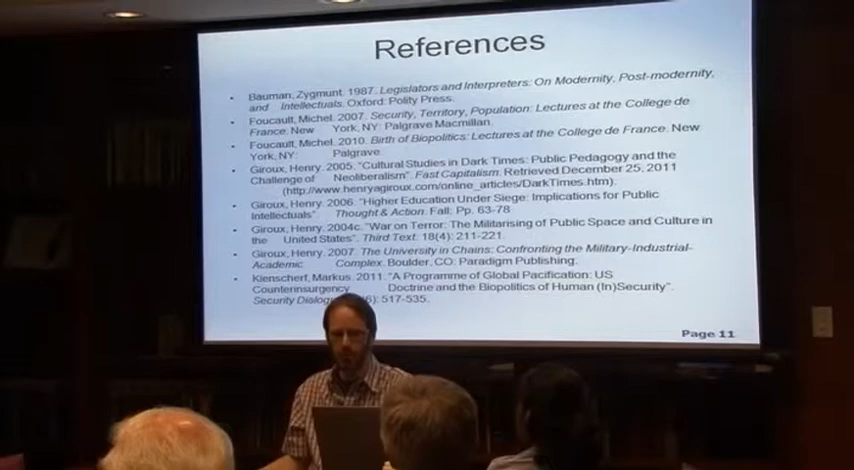 References
• Bauman, Zygmunt. 1987. Legislators and Interpreters: On Modernity, Post-modernity,
and Intellectuals. Oxford: Polity Press.
• Foucault, Michel. 2007. Security, Territory, Population: Lectures at the College de
France. New York, NY: Palgrave Macmillan.
• Foucault, Michel. 2010. Birth of Biopolitics: Lectures at the College de France. New
York, NY: Palgrave.
• Giroux, Henry. 2005. "Cultural Studies in Dark Times: Public Pedagogy and the
Challenge of Neoliberalism". Fast Capitalism. Retrieved December 25, 2011
(http://www.henryagiroux.com/online_articles/DarkTimes.htm).
• Giroux, Henry. 2006. "Higher Education Under Siege: Implications for Public
Intellectuals". Thought & Action. Fall: Pp. 63-78
• Giroux, Henry. 2004c. "War on Terror: The Militarising of Public Space and Culture in
the United States". Third Text. 18(4): 211-221.
• Giroux, Henry. 2007. The University in Chains: Confronting the Military-Industrial-
Academic Complex. Boulder, CO: Paradigm Publishing.
• Kienscherf, Markus. 2011. "A Programme of Global Pacification: US
Counterinsurgency Doctrine and the Biopolitics of Human (In)Security".
Security 6): 517-535.
Page 11